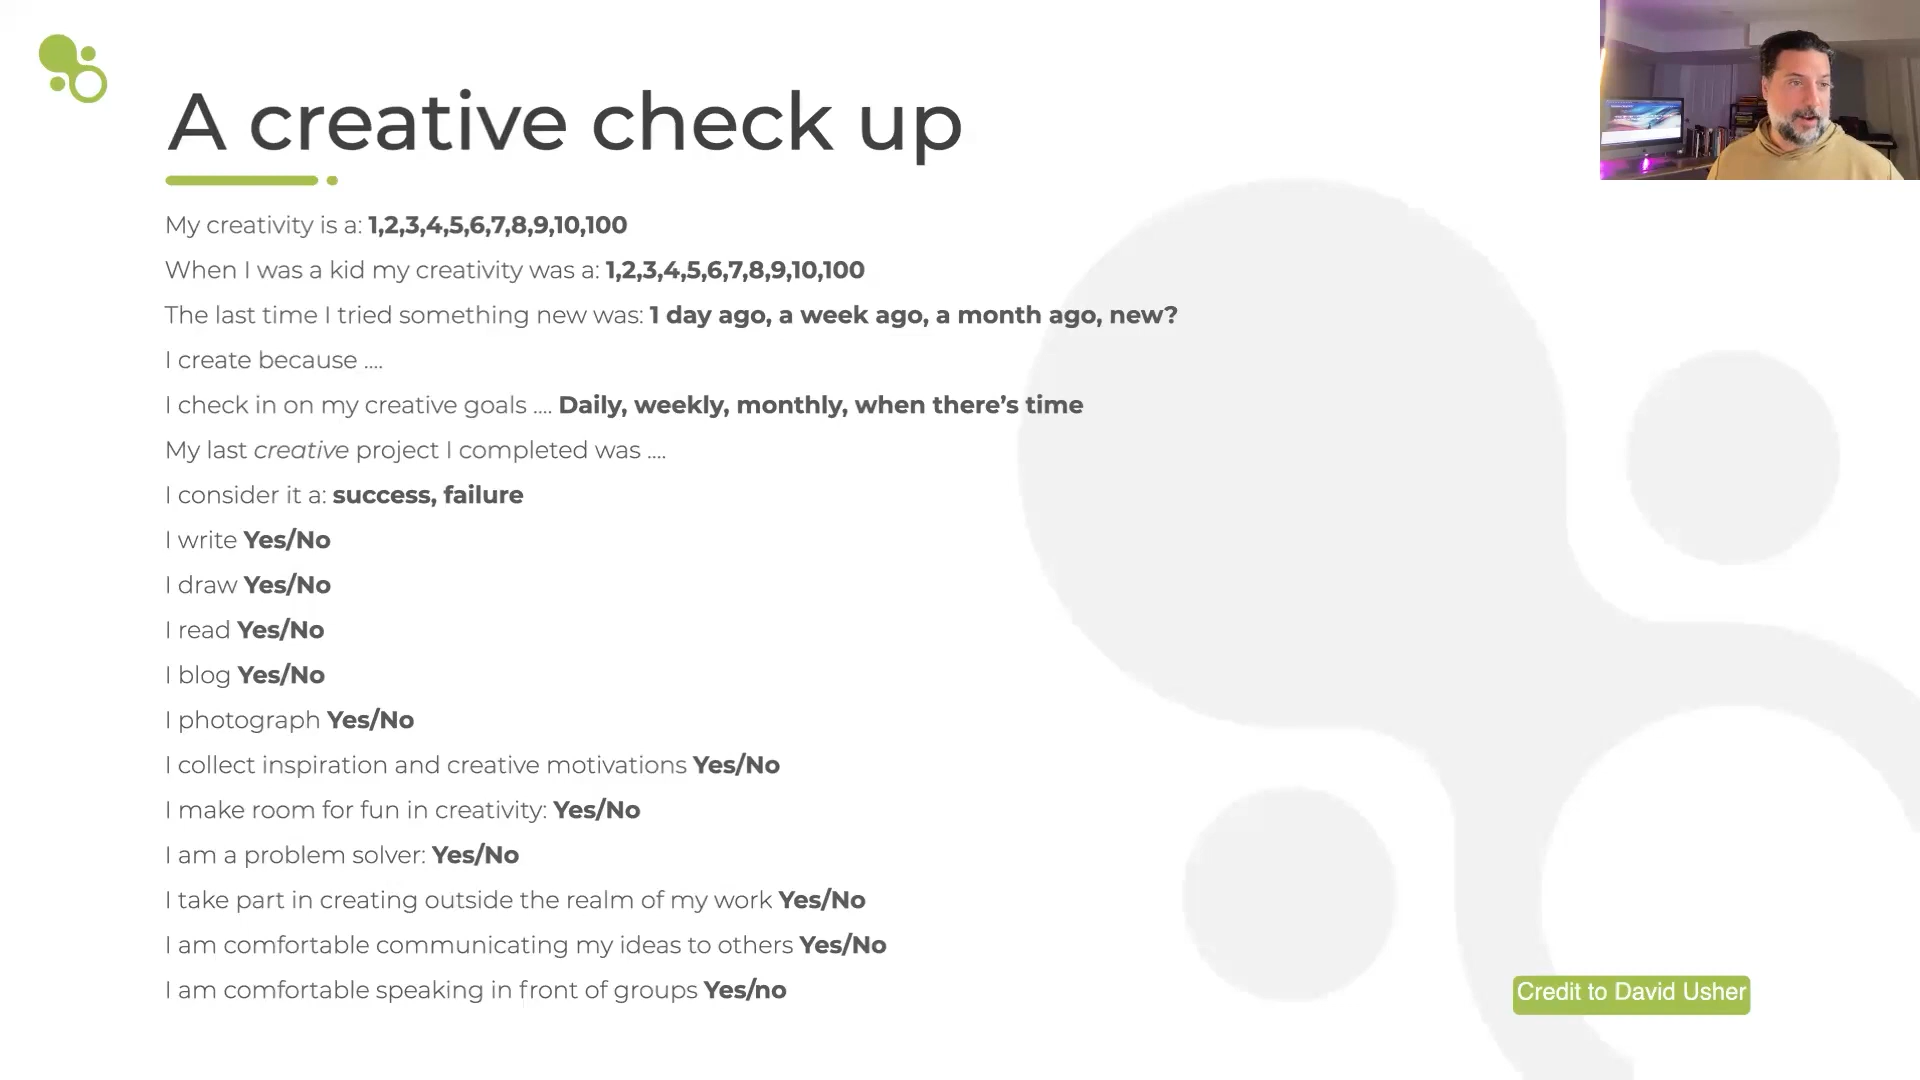 A creative check up
My creativity is a: 1,2,3,4,5,6,7,8,9,10,100
When I was a kid my creativity was a: 1,2,3,4,5,6,7,8,9,10,100
The last time I tried something new was: 1 day ago, a week ago, a month ago, new?
I create because ....
I check in on my creative goals .... Daily, weekly, monthly, when there’s time
My last creative project I completed was ....
I consider it a: success, failure
I write Yes/No
I draw Yes/No
I read Yes/No
I blog Yes/No
I photograph Yes/No
I collect inspiration and creative motivations Yes/No
I make room for fun in creativity: Yes/No
I am a problem solver: Yes/No
I take part in creating outside the realm of my work Yes/No
I am comfortable communicating my ideas to others Yes/No
I am comfortable speaking in front of groups Yes/no
Credit to David Usher